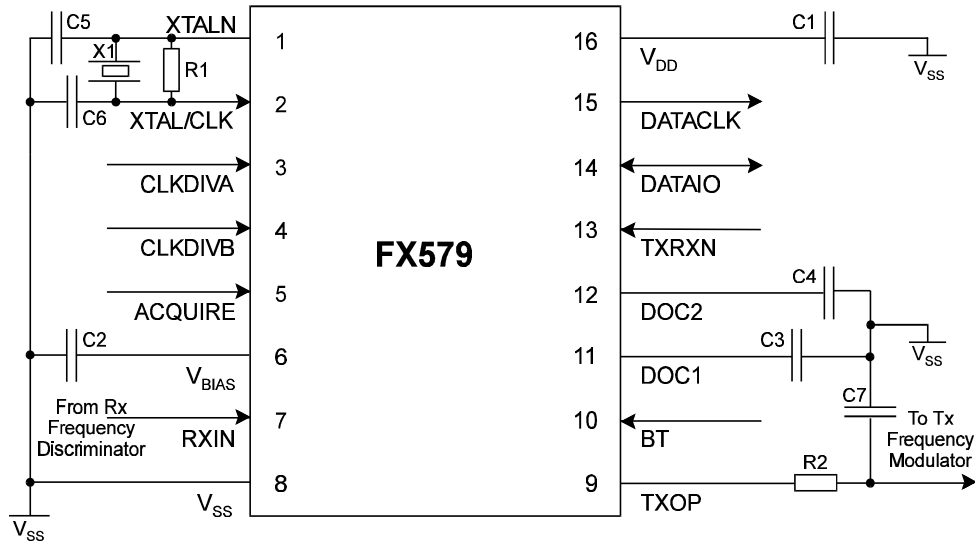 C5
XTALN
X1
R1
C6
XTAL/CLK
CLKDIVA
CLKDIVB
ACQUIRE
C2
VBIAS
From Rx
Frequency
Discriminator
RXIN
VSS
VSS
1
2
3
4
5
6
7
8
FX579
16
15
14
13
12
11
10
9
C1
VDD
VSS
DATACLK
DATAIO
TXRXN
C4
DOC2
VSS
C3
DOC1
C7
BT
To Tx
Frequency
Modulator
R2
TXOP